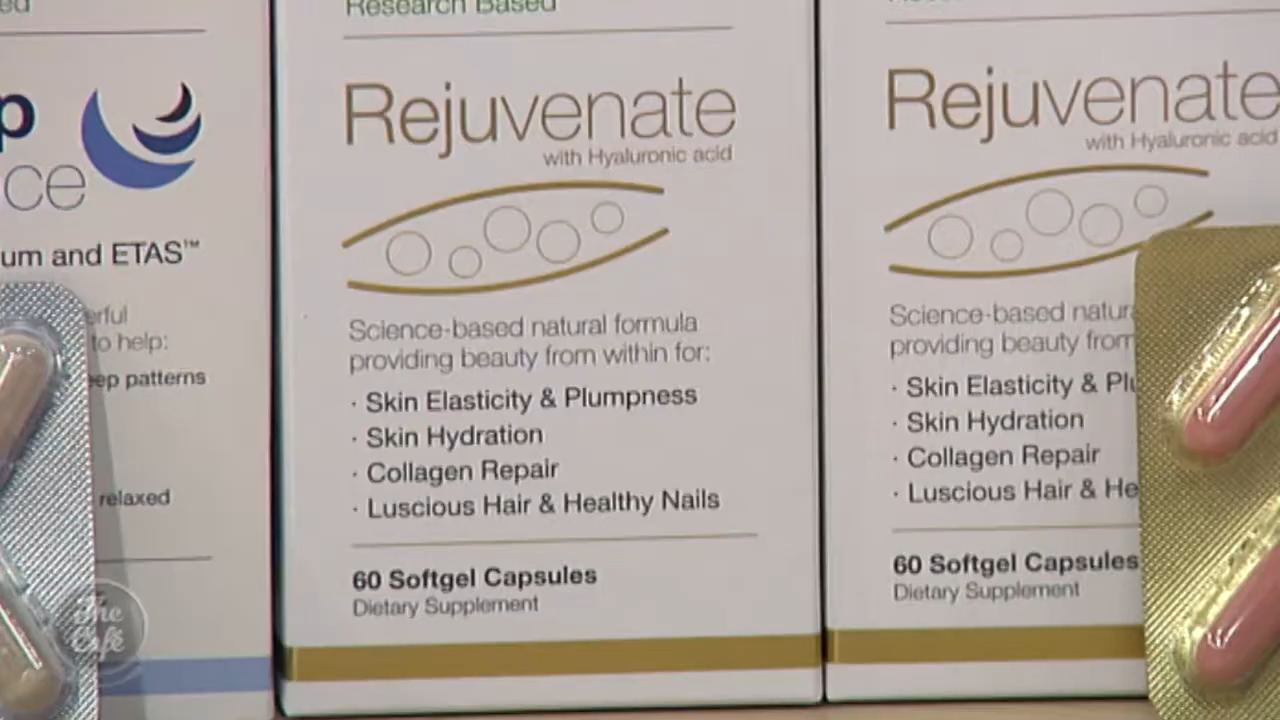 p
ce
um and ETAS™
erful
to help:
eep patterns
relaxed
Research Based
Rejuvenate
with Hyaluronic acid
Science-based natural formula
providing beauty from within for:
· Skin Elasticity & Plumpness
· Skin Hydration
· Collagen Repair
· Luscious Hair & Healthy Nails
60 Softgel Capsules
Dietary Supplement
Rejuvenate
with Hyaluronic acid
Science-based natur
providing beauty from
· Skin Elasticity & Plu
· Skin Hydration
· Collagen Repair
· Luscious Hair & He
60 Softgel Capsules
Dietary Supplement
The
Café